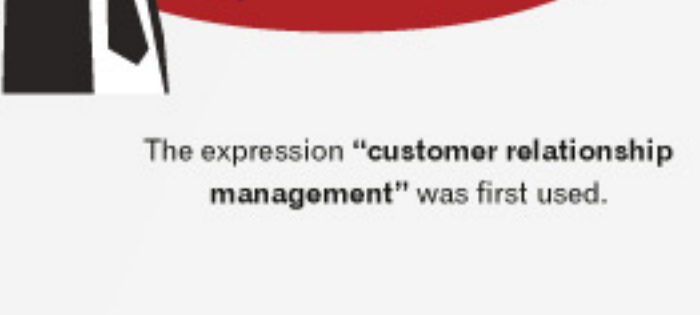 The expression “customer relationship
management” was first used.